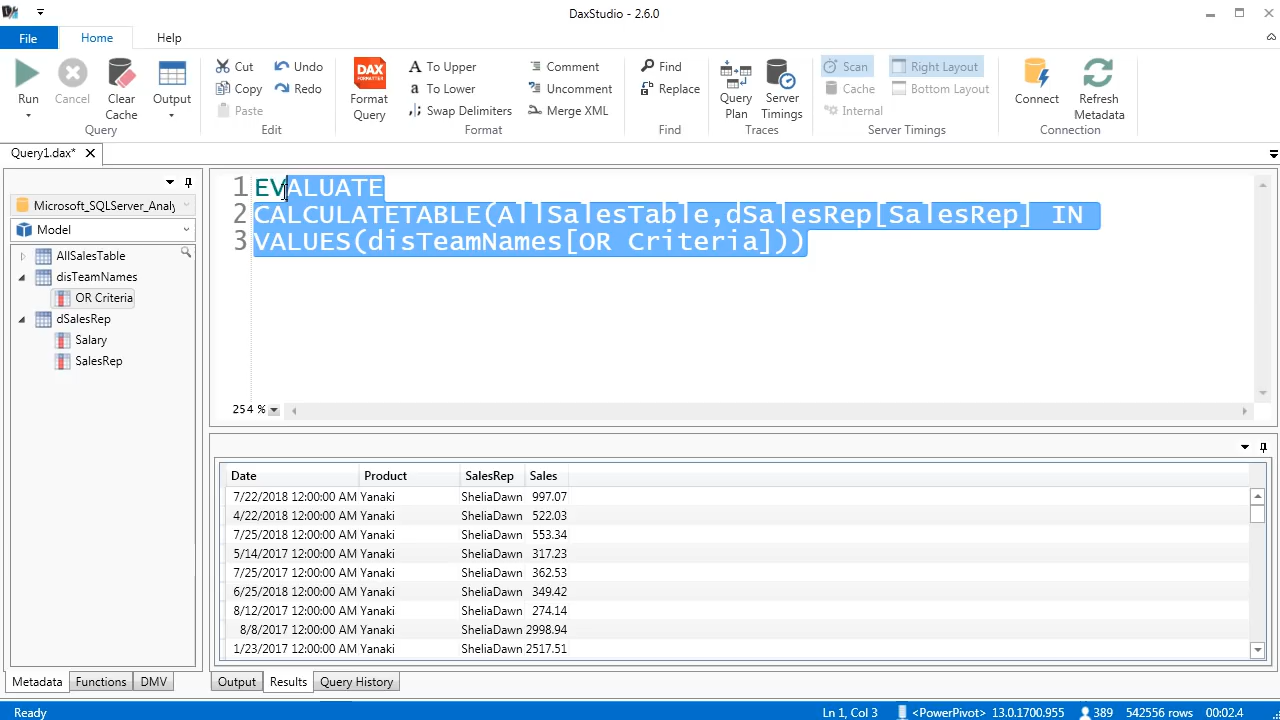 DaxStudio - 2.6.0
File Home Help
Run
Cancel
Clear Cache
Output
Query
Cut
Copy
Paste
Undo
Redo
Edit
DAX FORMATTER
Format Query
To Upper
To Lower
Swap Delimiters
Comment
Uncomment
Merge XML
Format
Find
Replace
Find
Query Plan
Server Timings
Traces
Scan
Cache
Internal
Right Layout
Bottom Layout
Server Timings
Connect
Refresh Metadata
Connection
Query1.dax*
Microsoft_SQLServer_Analy
Model
AllSalesTable
disTeamNames
OR Criteria
dSalesRep
Salary
SalesRep
Metadata Functions DMV
1 EVALUATE
2 CALCULATETABLE(AllSalesTable,dSalesRep[SalesRep] IN
3 VALUES(disTeamNames[OR Criteria]))
254 %
Date Product SalesRep Sales
7/22/2018 12:00:00 AM Yanaki SheliaDawn 997.07
4/22/2018 12:00:00 AM Yanaki SheliaDawn 522.03
7/25/2018 12:00:00 AM Yanaki SheliaDawn 553.34
5/14/2017 12:00:00 AM Yanaki SheliaDawn 317.23
7/25/2017 12:00:00 AM Yanaki SheliaDawn 362.53
6/25/2018 12:00:00 AM Yanaki SheliaDawn 349.42
8/12/2017 12:00:00 AM Yanaki SheliaDawn 274.14
8/8/2017 12:00:00 AM Yanaki SheliaDawn 2998.94
1/23/2017 12:00:00 AM Yanaki SheliaDawn 2517.51
Output Results Query History
Ready Ln 1, Col 3 <PowerPivot> 13.0.1700.955 389 542556 rows 00:02.4